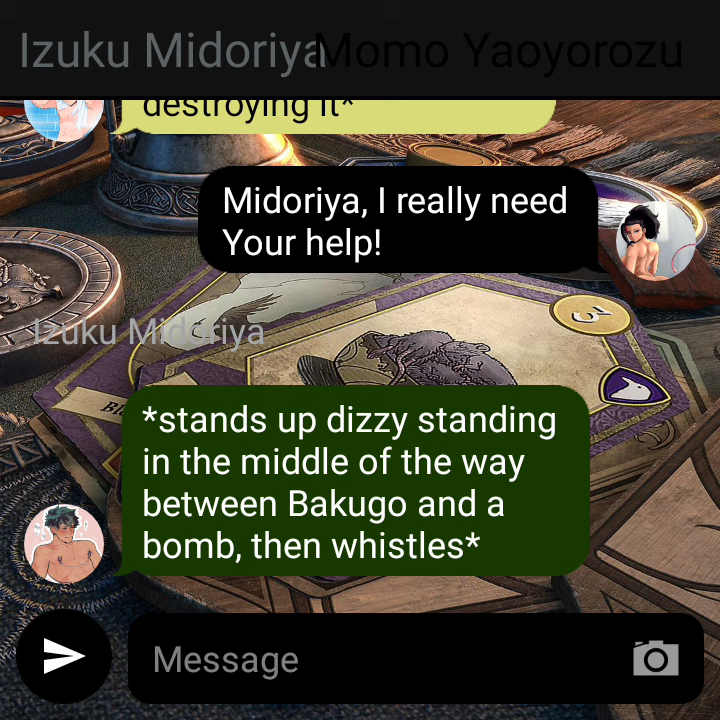 Izuku Midoriya Momo Yaoyorozu
destroying it*
Midoriya, I really need
Your help!
3
Izuku Midoriya
*stands up dizzy standing
in the middle of the way
between Bakugo and a
bomb, then whistles*
Message